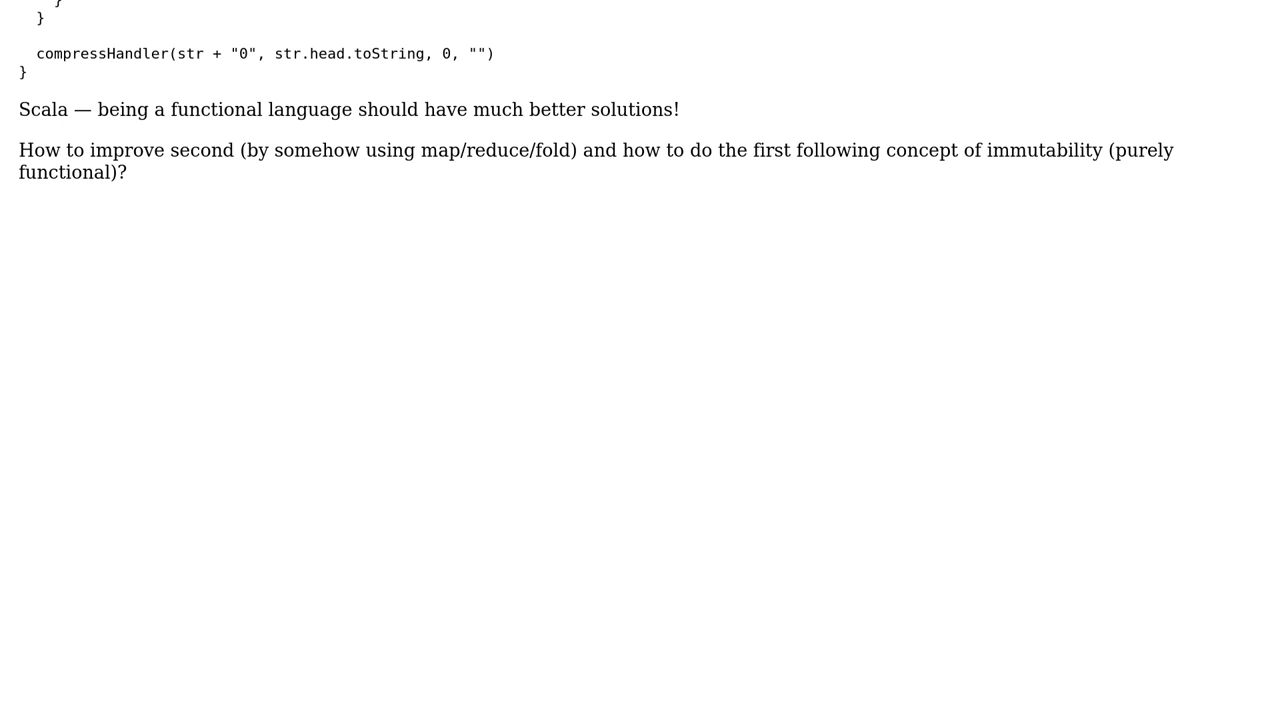 }
}
compressHandler(str + "0", str.head.toString, 0, "")
}
Scala — being a functional language should have much better solutions!
How to improve second (by somehow using map/reduce/fold) and how to do the first following concept of immutability (purely
functional)?